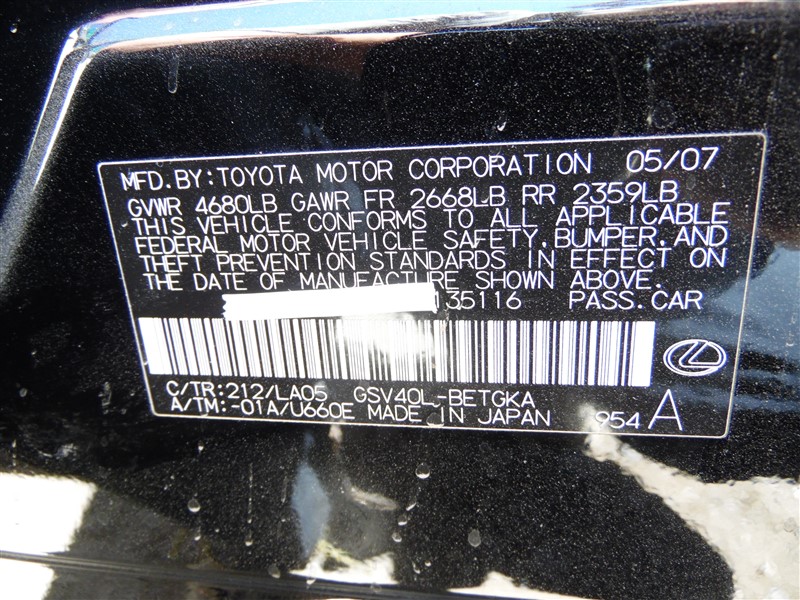 MFD.BY:TOYOTA MOTOR CORPORATION 05/07
GVWR 4680LB GAWR FR 2668LB RR 2359LB
THIS VEHICLE CONFORMS TO ALL APPLICABLE
FEDERAL MOTOR VEHICLE SAFETY,BUMPER,AND
THEFT PREVENTION STANDARDS IN EFFECT ON
THE DATE OF MANUFACTURE SHOWN ABOVE.
135116 PASS.CAR
C/TR:212/LA05 GSV40L-BETGKA
A/TM:-01A/U660E MADE IN JAPAN 954 A